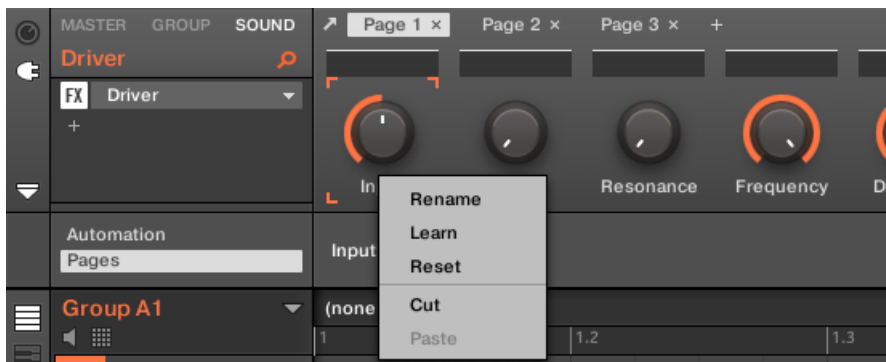 MASTER GROUP SOUND
Page 1 × Page 2 × Page 3 × +
Driver
FX Driver
+
In
Resonance Frequency D
Rename
Learn
Reset
Cut
Paste
Automation
Pages
Input
Group A1
(none
1 1.2 1.3